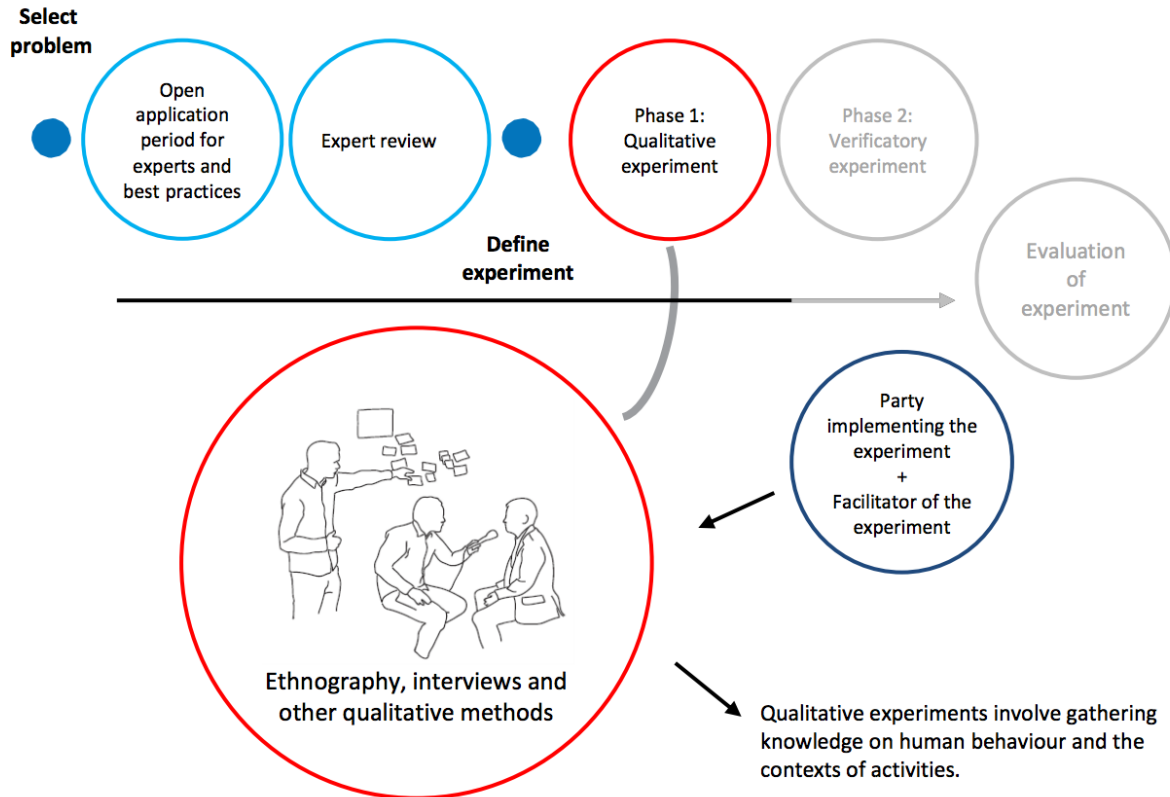 Select
problem
Open
application
period for
experts and
best practices
Expert review
Phase 1:
Qualitative
experiment
Phase 2:
Verificatory
experiment
Define
experiment
Evaluation
of
experiment
Party
implementing the
experiment
+
Facilitator of the
experiment
Ethnography, interviews and
other qualitative methods
Qualitative experiments involve gathering
knowledge on human behaviour and the
contexts of activities.